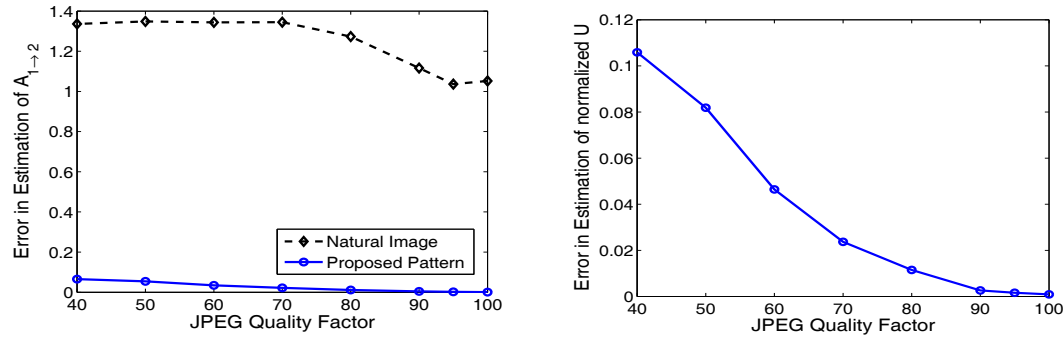 Error in Estimation of A1→2
1.4
1.2
1
0.8
0.6
0.4
0.2
0
40 50 60 70 80 90 100
JPEG Quality Factor
Natural Image
Proposed Pattern
Error in Estimation of normalized U
0.12
0.1
0.08
0.06
0.04
0.02
0
40 50 60 70 80 90 100
JPEG Quality Factor